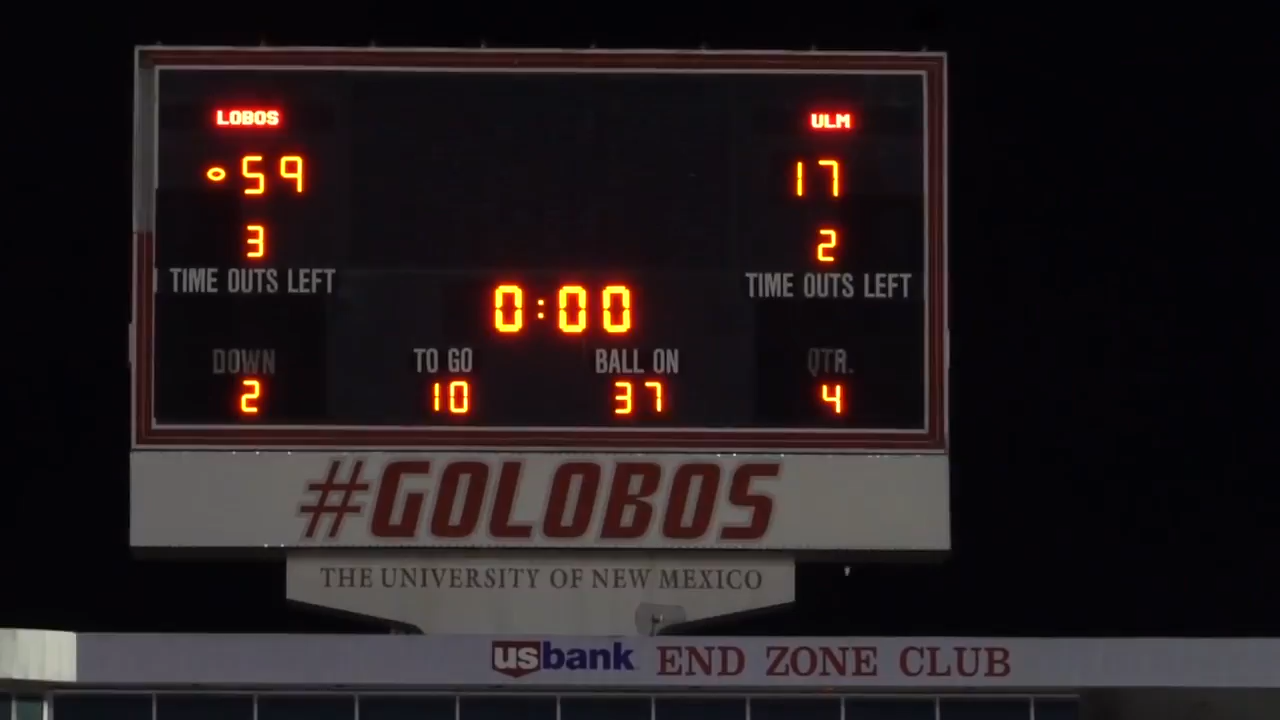 LOBOS ULM
59 17
3 2
TIME OUTS LEFT TIME OUTS LEFT
0:00
DOWN TO GO BALL ON QTR.
2 10 37 4
#GOLOBOS
THE UNIVERSITY OF NEW MEXICO
usbank END ZONE CLUB